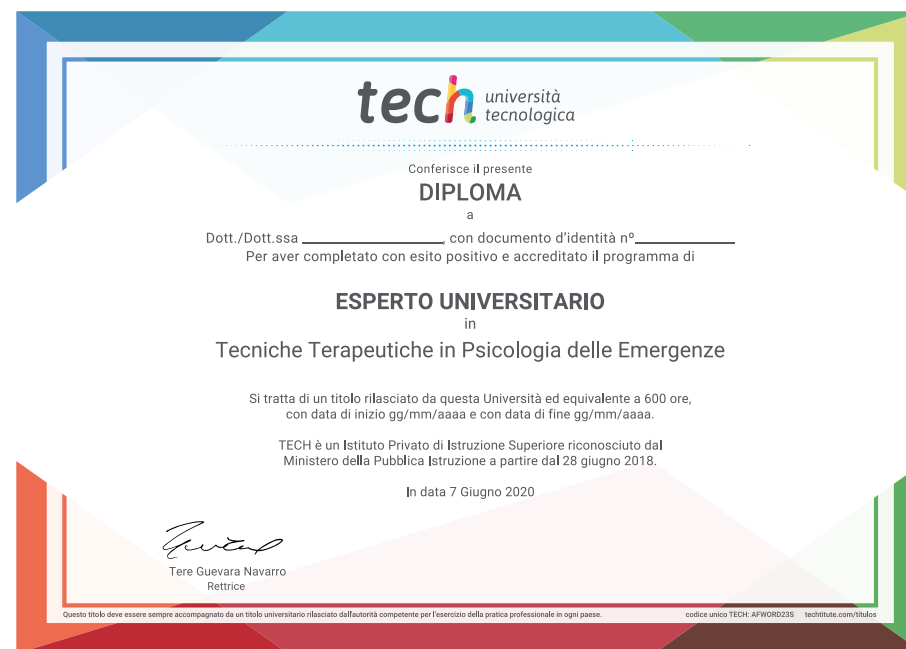 tech università
tecnologica
Conferisce il presente
DIPLOMA
a
Dott./Dott.ssa ________________, con documento d'identità nº____________
Per aver completato con esito positivo e accreditato il programma di
ESPERTO UNIVERSITARIO
in
Tecniche Terapeutiche in Psicologia delle Emergenze
Si tratta di un titolo rilasciato da questa Università ed equivalente a 600 ore,
con data di inizio gg/mm/aaaa e con data di fine gg/mm/aaaa.
TECH è un Istituto Privato di Istruzione Superiore riconosciuto dal
Ministero della Pubblica Istruzione a partire dal 28 giugno 2018.
In data 7 Giugno 2020
Tere Guevara Navarro
Rettrice
Questo titolo deve essere sempre accompagnato da un titolo universitario rilasciato dall'autorità competente per l'esercizio della pratica professionale in ogni paese. codice unico TECH: AFWORD23S techtitute.com/titulos